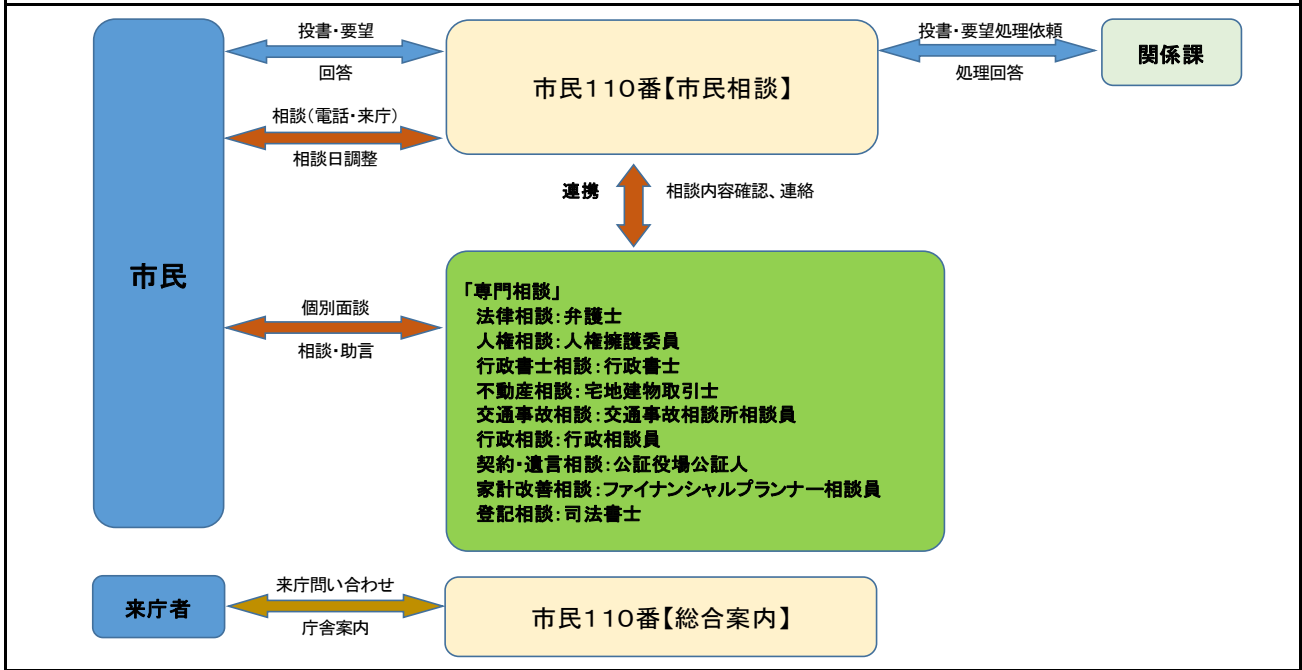 投書・要望
回答
相談（電話・来庁）
相談日調整
市民
市民１１０番【市民相談】
投書・要望処理依頼
処理回答
関係課
連携
相談内容確認、連絡
個別面談
相談・助言
「専門相談」
法律相談：弁護士
人権相談：人権擁護委員
行政書士相談：行政書士
不動産相談：宅地建物取引士
交通事故相談：交通事故相談所相談員
行政相談：行政相談員
契約・遺言相談：公証役場公証人
家計改善相談：ファイナンシャルプランナー相談員
登記相談：司法書士
来庁者
来庁問い合わせ
庁舎案内
市民１１０番【総合案内】